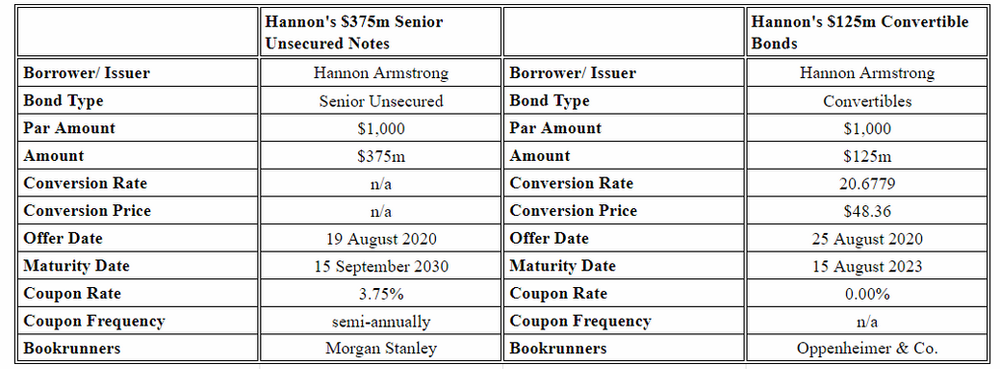 Hannon's $375m Senior Unsecured Notes
Hannon's $125m Convertible Bonds
Borrower/ Issuer Hannon Armstrong Borrower/ Issuer Hannon Armstrong
Bond Type Senior Unsecured Bond Type Convertibles
Par Amount $1,000 Par Amount $1,000
Amount $375m Amount $125m
Conversion Rate n/a Conversion Rate 20.6779
Conversion Price n/a Conversion Price $48.36
Offer Date 19 August 2020 Offer Date 25 August 2020
Maturity Date 15 September 2030 Maturity Date 15 August 2023
Coupon Rate 3.75% Coupon Rate 0.00%
Coupon Frequency semi-annually Coupon Frequency n/a
Bookrunners Morgan Stanley Bookrunners Oppenheimer & Co.